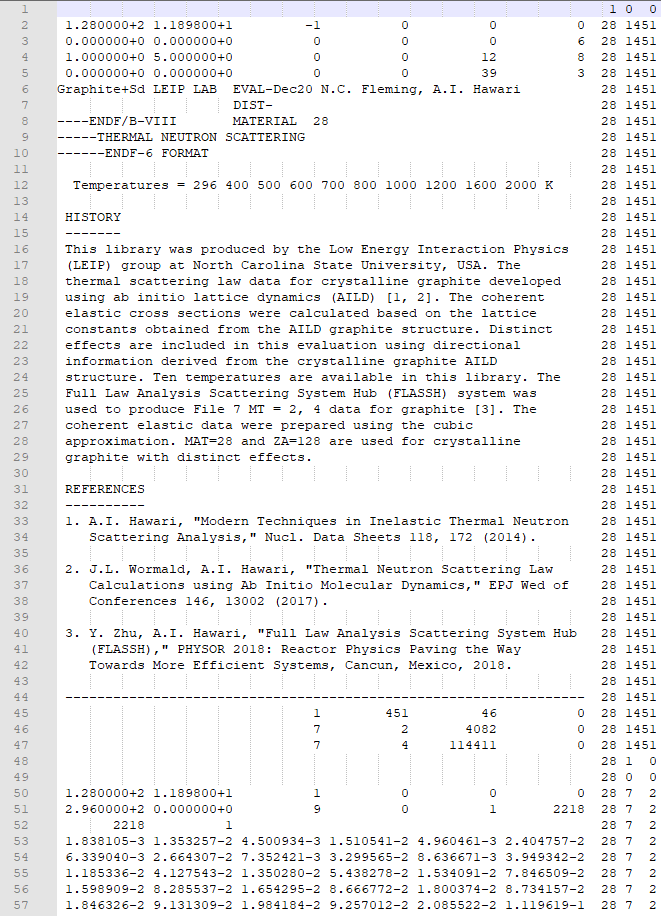 1 1 0 0
2 1.280000+2 1.189800+1 -1 0 0 0 28 1451
3 0.000000+0 0.000000+0 0 0 0 6 28 1451
4 1.000000+0 5.000000+0 0 0 12 8 28 1451
5 0.000000+0 0.000000+0 0 0 39 3 28 1451
6 Graphite+Sd LEIP LAB EVAL-Dec20 N.C. Fleming, A.I. Hawari 28 1451
7 DIST- 28 1451
8 ----ENDF/B-VIII MATERIAL 28 28 1451
9 -----THERMAL NEUTRON SCATTERING 28 1451
10 ------ENDF-6 FORMAT 28 1451
11 28 1451
12 Temperatures = 296 400 500 600 700 800 1000 1200 1600 2000 K 28 1451
13 28 1451
14 HISTORY 28 1451
15 ------- 28 1451
16 This library was produced by the Low Energy Interaction Physics 28 1451
17 (LEIP) group at North Carolina State University, USA. The 28 1451
18 thermal scattering law data for crystalline graphite developed 28 1451
19 using ab initio lattice dynamics (AILD) [1, 2]. The coherent 28 1451
20 elastic cross sections were calculated based on the lattice 28 1451
21 constants obtained from the AILD graphite structure. Distinct 28 1451
22 effects are included in this evaluation using directional 28 1451
23 information derived from the crystalline graphite AILD 28 1451
24 structure. Ten temperatures are available in this library. The 28 1451
25 Full Law Analysis Scattering System Hub (FLASSH) system was 28 1451
26 used to produce File 7 MT = 2, 4 data for graphite [3]. The 28 1451
27 coherent elastic data were prepared using the cubic 28 1451
28 approximation. MAT=28 and ZA=128 are used for crystalline 28 1451
29 graphite with distinct effects. 28 1451
30 28 1451
31 REFERENCES 28 1451
32 ---------- 28 1451
33 1. A.I. Hawari, "Modern Techniques in Inelastic Thermal Neutron 28 1451
34 Scattering Analysis," Nucl. Data Sheets 118, 172 (2014). 28 1451
35 28 1451
36 2. J.L. Wormald, A.I. Hawari, "Thermal Neutron Scattering Law 28 1451
37 Calculations using Ab Initio Molecular Dynamics," EPJ Wed of 28 1451
38 Conferences 146, 13002 (2017). 28 1451
39 28 1451
40 3. Y. Zhu, A.I. Hawari, "Full Law Analysis Scattering System Hub 28 1451
41 (FLASSH)," PHYSOR 2018: Reactor Physics Paving the Way 28 1451
42 Towards More Efficient Systems, Cancun, Mexico, 2018. 28 1451
43 28 1451
44 ----------------------------------------------------------------- 28 1451
45 1 451 46 0 28 1451
46 7 2 4082 0 28 1451
47 7 4 114411 0 28 1451
48 28 1 0
49 28 0 0
50 1.280000+2 1.189800+1 1 0 0 0 28 7 2
51 2.960000+2 0.000000+0 9 0 1 2218 28 7 2
52 2218 1 28 7 2
53 1.838105-3 1.353257-2 4.500934-3 1.510541-2 4.960461-3 2.404757-2 28 7 2
54 6.339040-3 2.664307-2 7.352421-3 3.299565-2 8.636671-3 3.949342-2 28 7 2
55 1.185336-2 4.127543-2 1.350280-2 5.438278-2 1.534091-2 7.846509-2 28 7 2
56 1.598909-2 8.285537-2 1.654295-2 8.666772-2 1.800374-2 8.734157-2 28 7 2
57 1.846326-2 9.131309-2 1.984184-2 9.257012-2 2.085522-2 1.119619-1 28 7 2